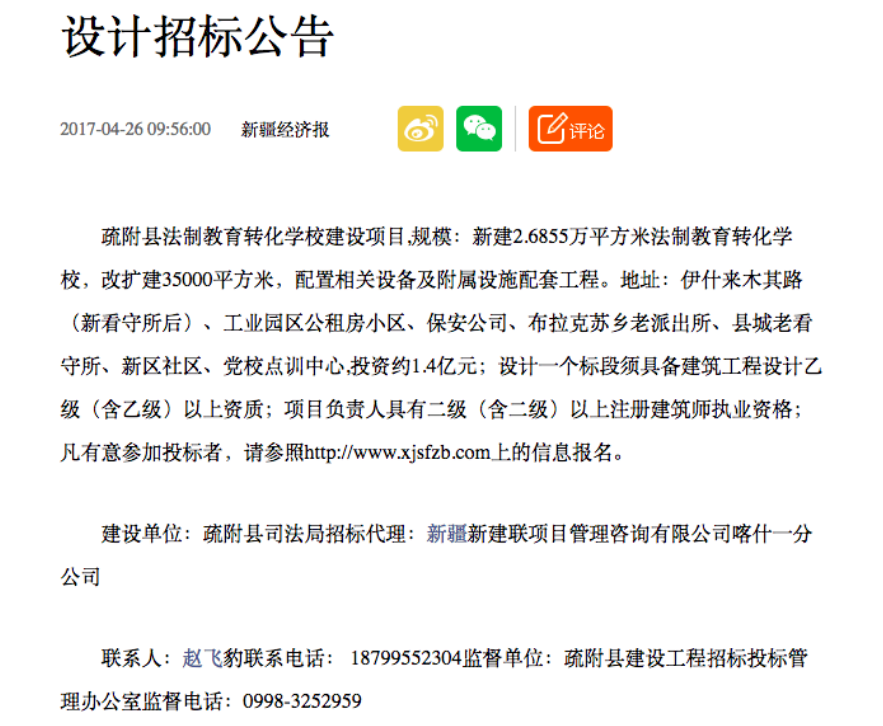 设计招标公告
2017-04-26 09:56:00 新疆经济报 评论
疏附县法制教育转化学校建设项目,规模：新建2.6855万平方米法制教育转化学
校，改扩建35000平方米，配置相关设备及附属设施配套工程。地址：伊什来木其路
（新看守所后）、工业园区公租房小区、保安公司、布拉克苏乡老派出所、县城老看
守所、新区社区、党校点训中心,投资约1.4亿元；设计一个标段须具备建筑工程设计乙
级（含乙级）以上资质；项目负责人具有二级（含二级）以上注册建筑师执业资格；
凡有意参加投标者，请参照http://www.xjsfzb.com上的信息报名。
建设单位：疏附县司法局招标代理：新疆新建联项目管理咨询有限公司喀什一分
公司
联系人：赵飞豹联系电话： 18799552304监督单位：疏附县建设工程招标投标管
理办公室监督电话：0998-3252959